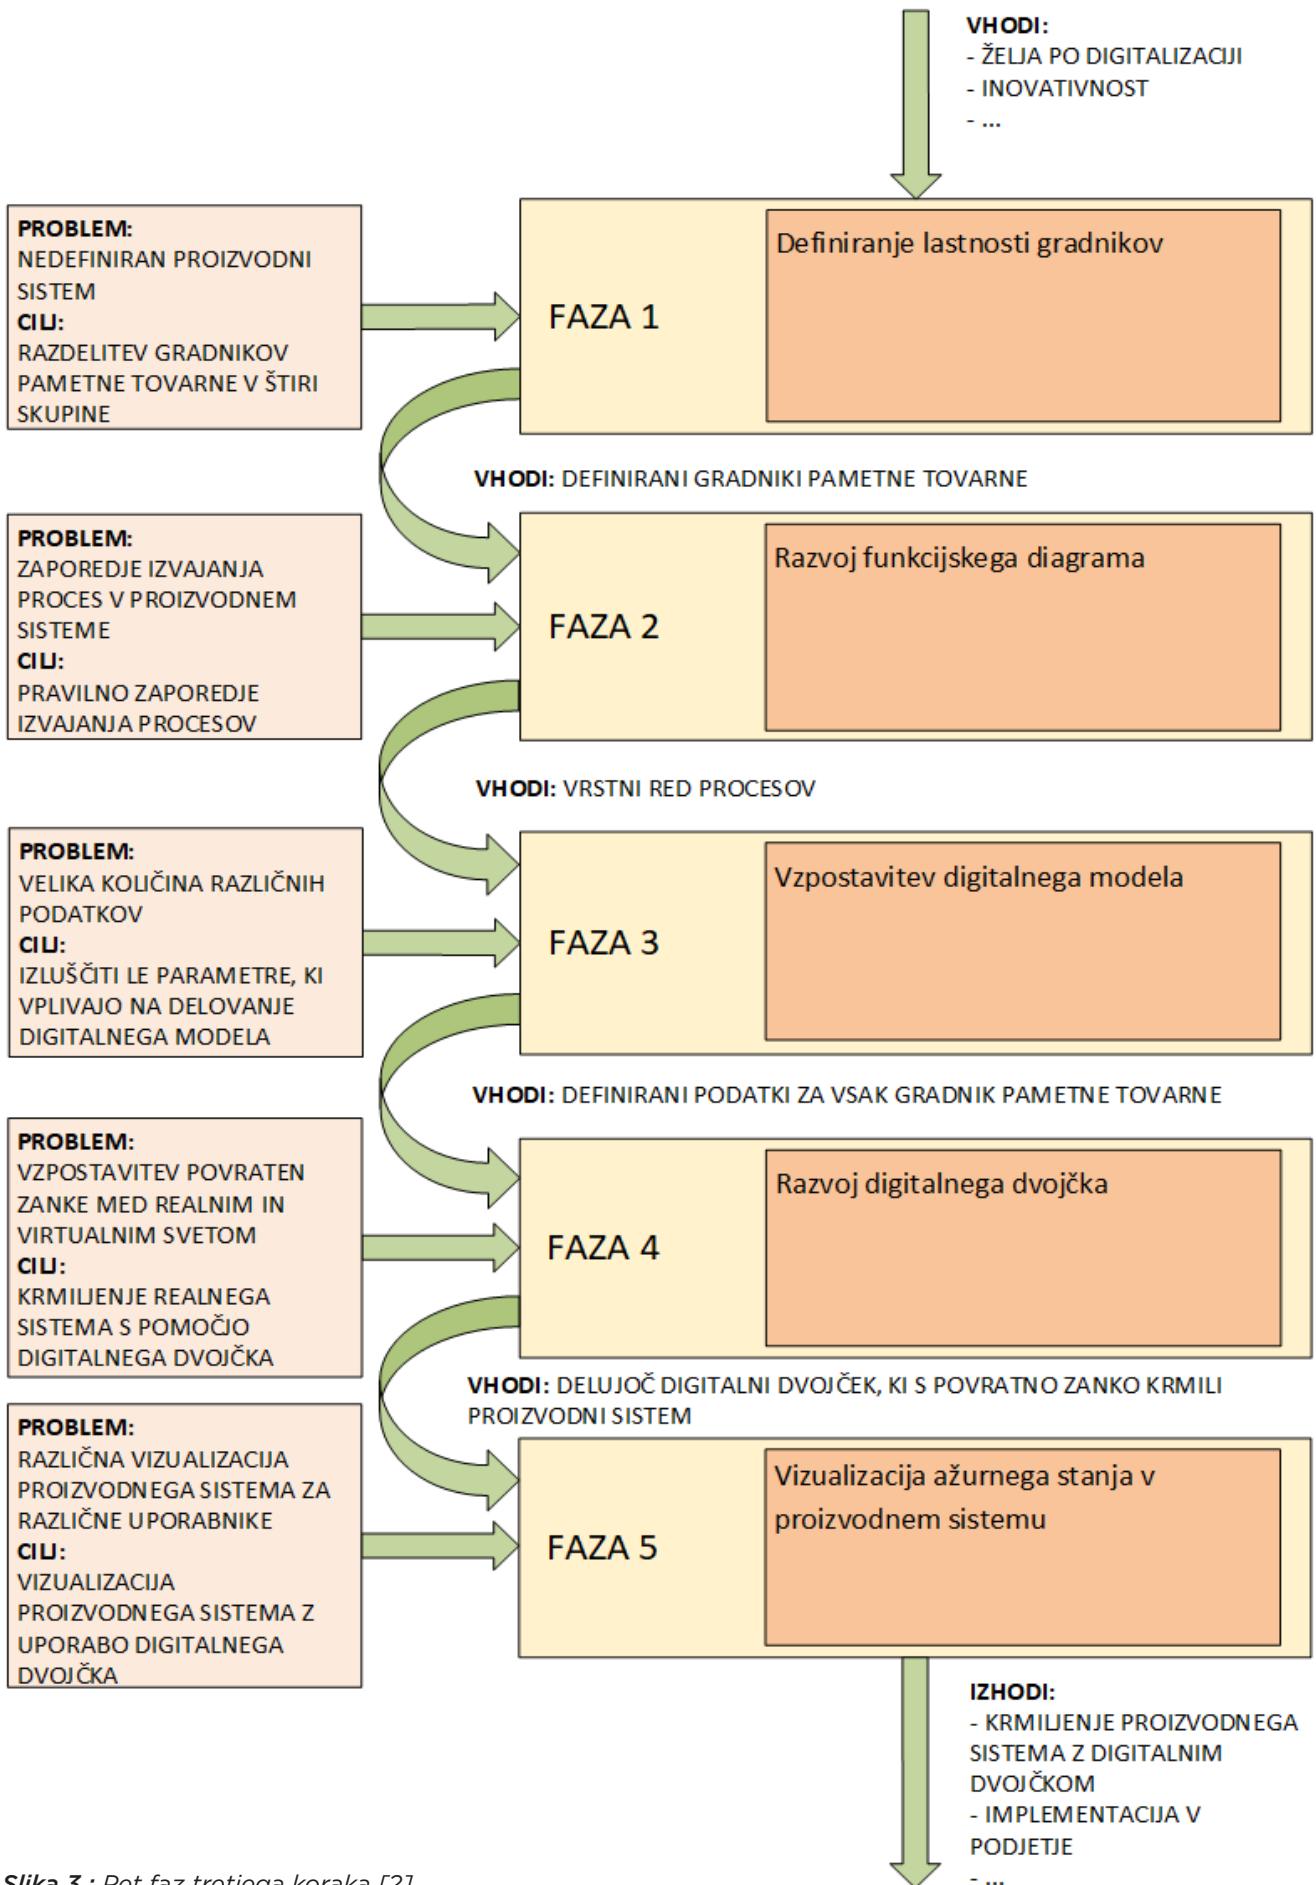 VHODI:
- ŽELJA PO DIGITALIZACIJI
- INOVATIVNOST
- ...
PROBLEM:
NEDEFINIRAN PROIZVODNI
SISTEM
CILJ:
RAZDELITEV GRADNIKOV
PAMETNE TOVARNE V ŠTIRI
SKUPINE
FAZA 1
Definiranje lastnosti gradnikov
VHODI: DEFINIRANI GRADNIKI PAMETNE TOVARNE
PROBLEM:
ZAPOREDJE IZVAJANJA
PROCES V PROIZVODNEM
SISTEME
CILJ:
PRAVILNO ZAPOREDJE
IZVAJANJA PROCESOV
FAZA 2
Razvoj funkcijskega diagrama
VHODI: VRSTNI RED PROCESOV
PROBLEM:
VELIKA KOLIČINA RAZLIČNIH
PODATKOV
CILJ:
IZLUŠČITI LE PARAMETRE, KI
VPLIVAJO NA DELOVANJE
DIGITALNEGA MODELA
FAZA 3
Vzpostavitev digitalnega modela
VHODI: DEFINIRANI PODATKI ZA VSAK GRADNIK PAMETNE TOVARNE
PROBLEM:
VZPOSTAVITEV POVRATEN
ZANKE MED REALNIM IN
VIRTUALNIM SVETOM
CILJ:
KRMILJENJE REALNEGA
SISTEMA S POMOČJO
DIGITALNEGA DVOJČKA
FAZA 4
Razvoj digitalnega dvojčka
VHODI: DELUJOČ DIGITALNI DVOJČEK, KI S POVRATNO ZANKO KRMILI
PROIZVODNI SISTEM
PROBLEM:
RAZLIČNA VIZUALIZACIJA
PROIZVODNEGA SISTEMA ZA
RAZLIČNE UPORABNIKE
CILJ:
VIZUALIZACIJA
PROIZVODNEGA SISTEMA Z
UPORABO DIGITALNEGA
DVOJČKA
FAZA 5
Vizualizacija ažurnega stanja v
proizvodnem sistemu
IZHODI:
- KRMILJENJE PROIZVODNEGA
SISTEMA Z DIGITALNIM
DVOJČKOM
- IMPLEMENTACIJA V
PODJETJE
- ...
Slika 3 : Pet faz tretjega koraka [2]